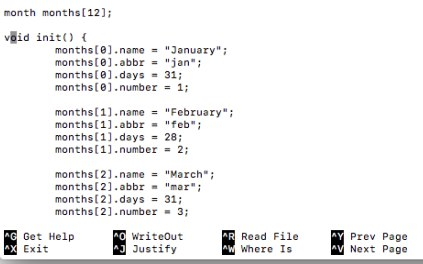 month months[12];
void init() {
months[0].name = "January";
months[0].abbr = "jan";
months[0].days = 31;
months[0].number = 1;
months[1].name = "February";
months[1].abbr = "feb";
months[1].days = 28;
months[1].number = 2;
months[2].name = "March";
months[2].abbr = "mar";
months[2].days = 31;
months[2].number = 3;
^G Get Help ^O WriteOut ^R Read File ^Y Prev Page
^X Exit ^J Justify ^W Where Is ^V Next Page